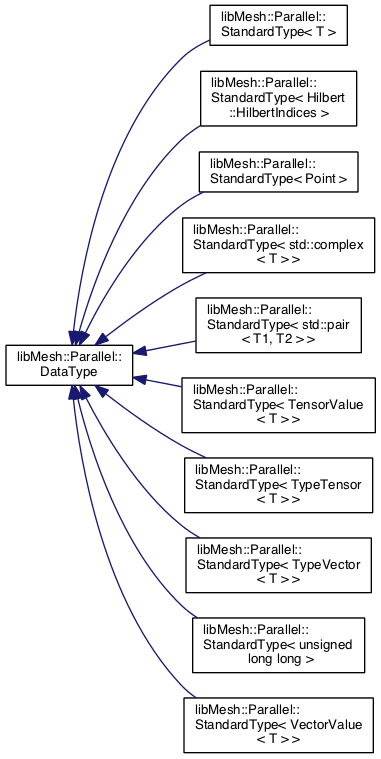 libMesh::Parallel::
StandardType< T >
libMesh::Parallel::
StandardType< Hilbert
::HilbertIndices >
libMesh::Parallel::
StandardType< Point >
libMesh::Parallel::
StandardType< std::complex
< T > >
libMesh::Parallel::
StandardType< std::pair
< T1, T2 > >
libMesh::Parallel::
DataType
libMesh::Parallel::
StandardType< TensorValue
< T > >
libMesh::Parallel::
StandardType< TypeTensor
< T > >
libMesh::Parallel::
StandardType< TypeVector
< T > >
libMesh::Parallel::
StandardType< unsigned
long long >
libMesh::Parallel::
StandardType< VectorValue
< T > >